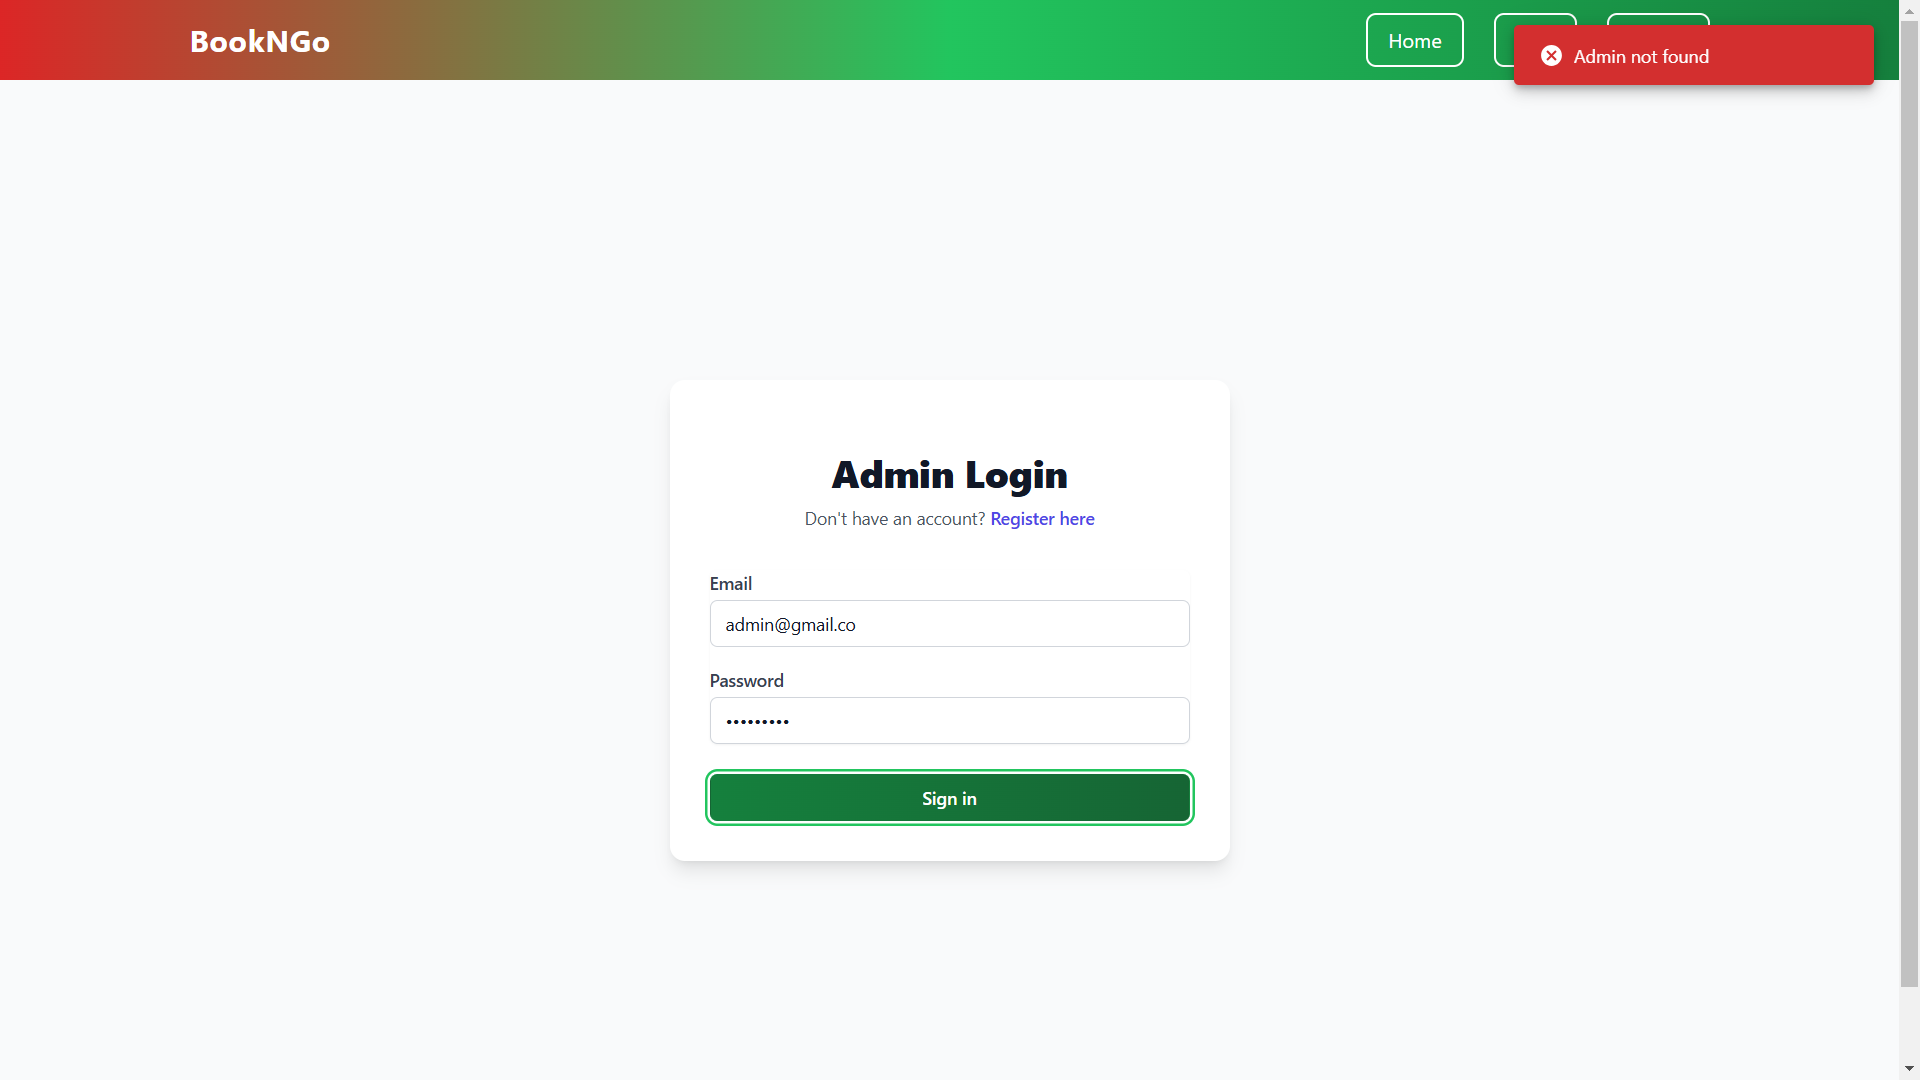 BookNGo
Home
Admin not found
Admin Login
Don't have an account? Register here
Email
admin@gmail.co
Password
•••••••••
Sign in